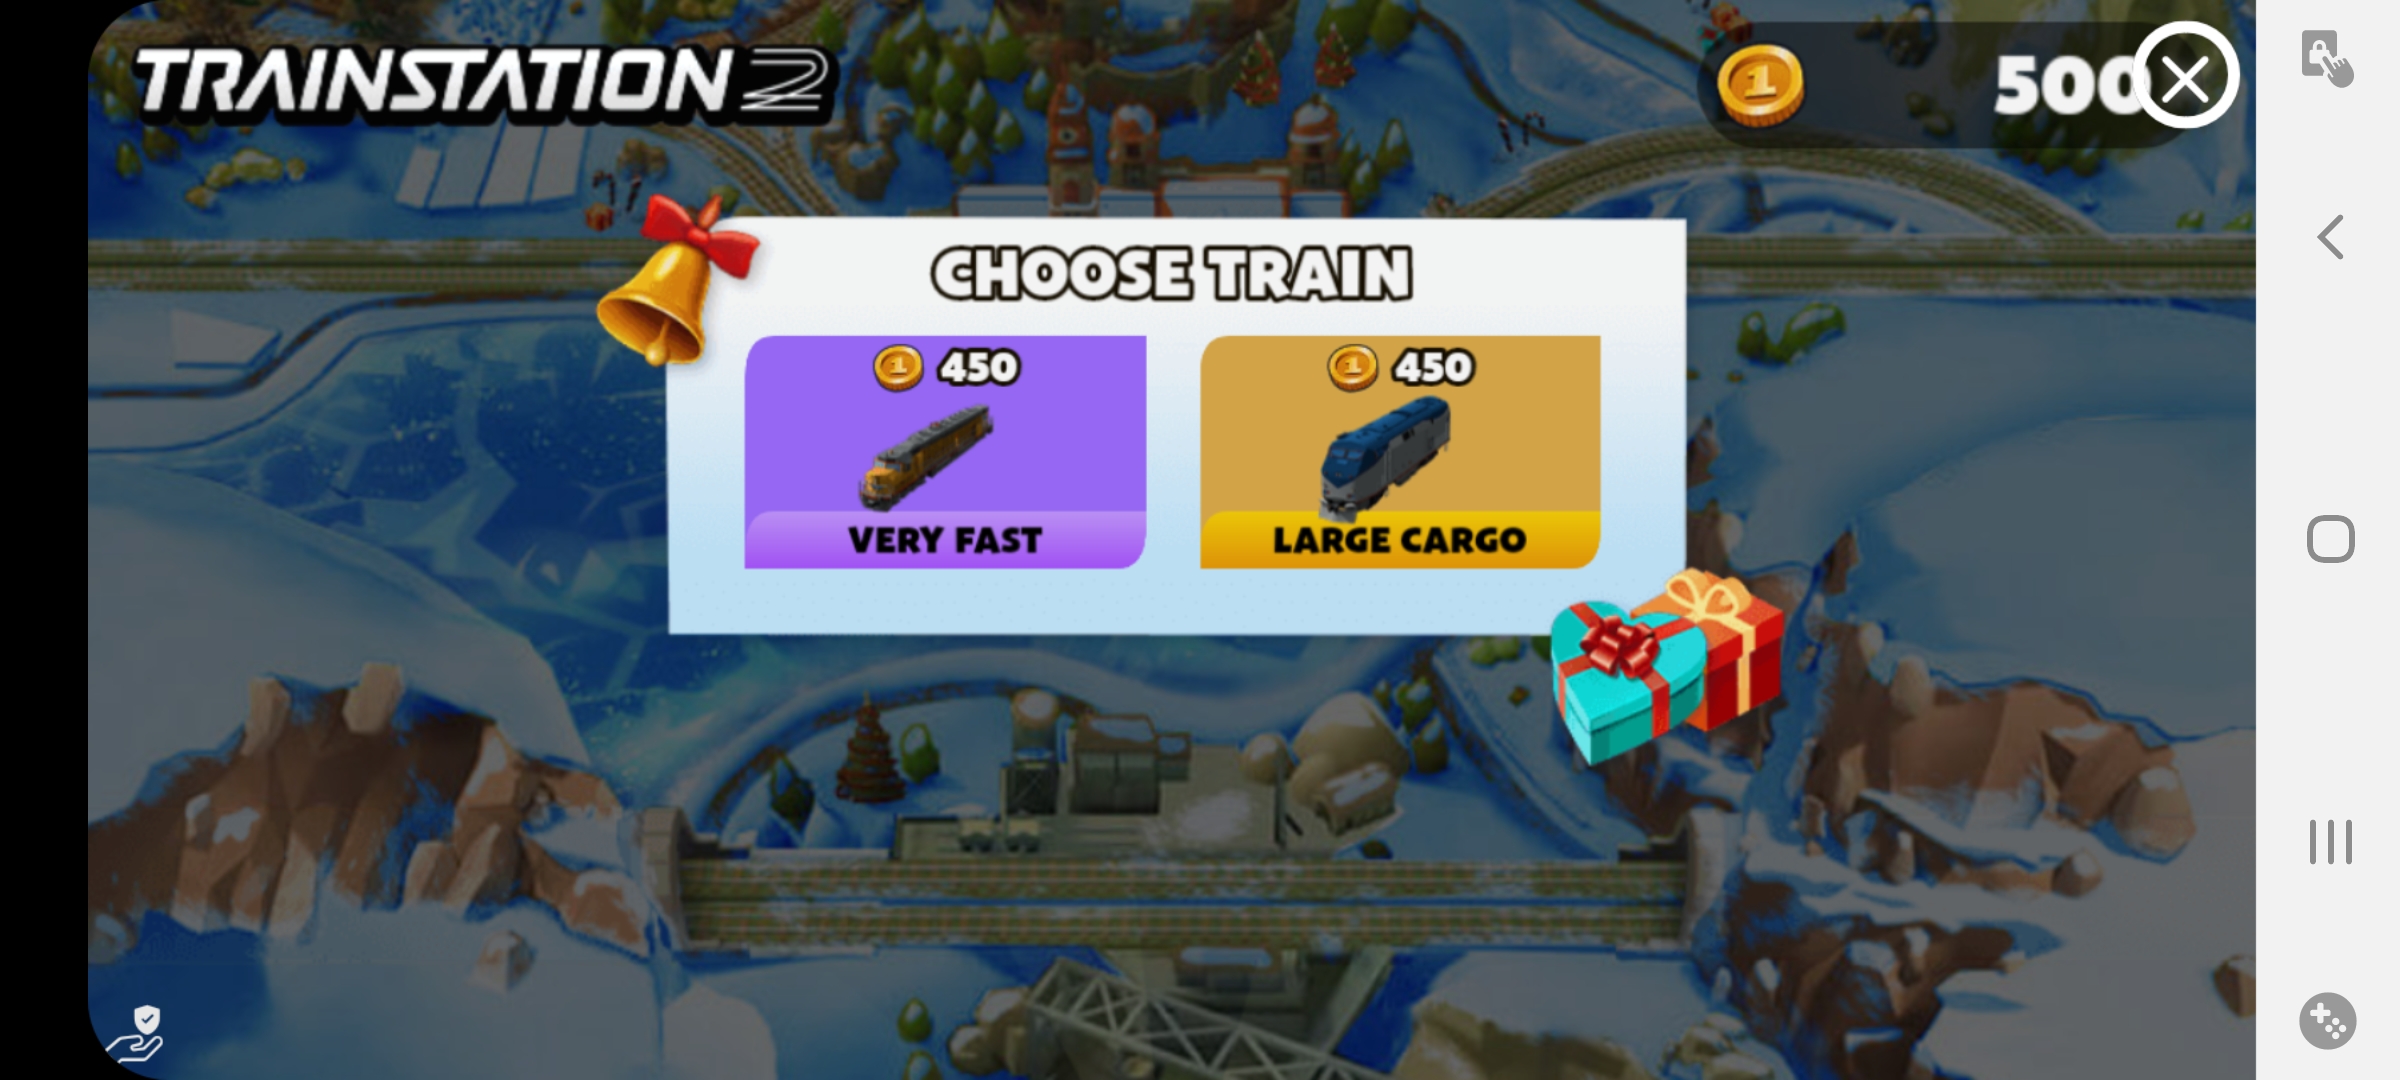 TRAINSTATION 2
500
CHOOSE TRAIN
450
450
VERY FAST
LARGE CARGO